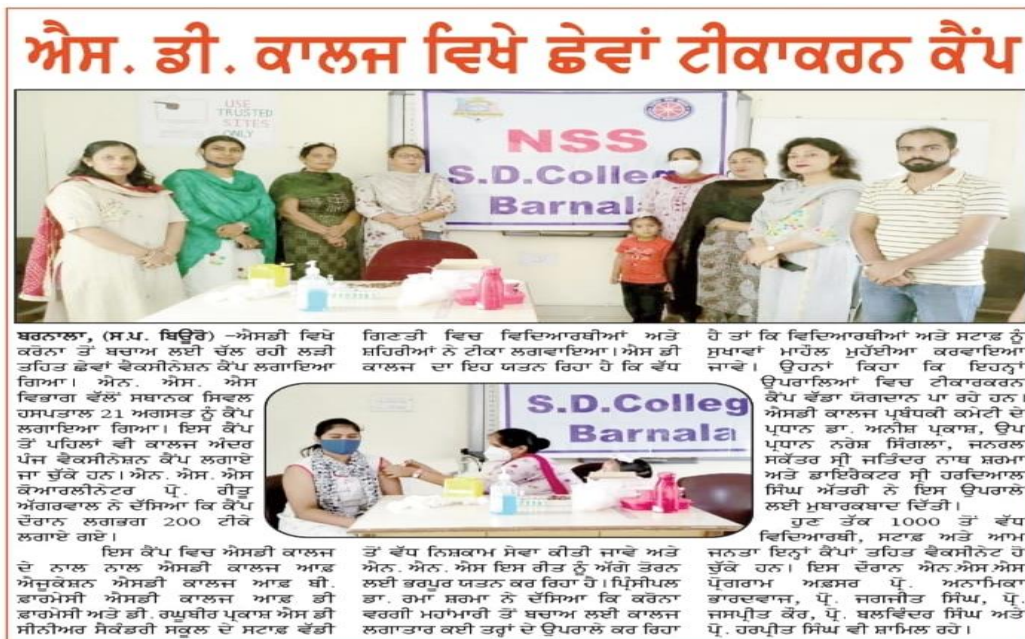 ਐਸ. ਡੀ. ਕਾਲਜ ਵਿਖੇ ਛੇਵਾਂ ਟੀਕਾਕਰਨ ਕੈਂਪ
USE
TRUSTED
SITES
ONLY
NSS
S.D.Colleg
Barnal
ਬਰਨਾਲਾ, (ਸ.ਪ. ਬਿਊਰੋ) –ਐਸਡੀ ਵਿਖੇ
ਕਰੋਨਾ ਤੋਂ ਬਚਾਅ ਲਈ ਚੱਲ ਰਹੀ ਲੜੀ
ਤਹਿਤ ਛੇਵਾਂ ਵੈਕਸੀਨੇਸ਼ਨ ਕੈਂਪ ਲਗਾਇਆ
ਗਿਆ। ਐਨ. ਐਸ. ਐਸ
ਵਿਭਾਗ ਵੱਲੋਂ ਸਥਾਨਕ ਸਿਵਲ
ਹਸਪਤਾਲ 21 ਅਗਸਤ ਨੂੰ ਕੈਂਪ
ਲਗਾਇਆ ਗਿਆ। ਇਸ ਕੈਂਪ
ਤੋਂ ਪਹਿਲਾਂ ਵੀ ਕਾਲਜ ਅੰਦਰ
ਪੰਜ ਵੈਕਸੀਨੇਸ਼ਨ ਕੈਂਪ ਲਗਾਏ
ਜਾ ਚੁੱਕੇ ਹਨ। ਐਨ. ਐਸ. ਐਸ
ਕੋਆਰਲੀਨੇਟਰ ਪ੍ਰੋ. ਰੀਤੂ
ਅੱਗਰਵਾਲ ਨੇ ਦੱਸਿਆ ਕਿ ਕੈਂਪ
ਦੌਰਾਨ ਲਗਭਗ 200 ਟੀਕੇ
ਲਗਾਏ ਗਏ।
ਇਸ ਕੈਂਪ ਵਿਚ ਐਸਡੀ ਕਾਲਜ
ਦੇ ਨਾਲ ਨਾਲ ਐਸਡੀ ਕਾਲਜ ਆਫ਼
ਐਜੂਕੇਸ਼ਨ ਐਸਡੀ ਕਾਲਜ ਆਫ਼ ਬੀ.
ਫ਼ਾਰਮੇਸੀ ਐਸਡੀ ਕਾਲਜ ਆਫ਼ ਡੀ
ਫ਼ਾਰਮੇਸੀ ਅਤੇ ਡੀ. ਰਘੂਬੀਰ ਪ੍ਰਕਾਸ਼ ਐਸ ਡੀ
ਸੀਨੀਅਰ ਸੈਕੰਡਰੀ ਸਕੂਲ ਦੇ ਸਟਾਫ਼ ਵੱਡੀ
ਗਿਣਤੀ ਵਿਚ ਵਿਦਿਆਰਥੀਆਂ ਅਤੇ
ਸ਼ਹਿਰੀਆਂ ਨੇ ਟੀਕਾ ਲਗਵਾਇਆ। ਐਸ ਡੀ
ਕਾਲਜ ਦਾ ਇਹ ਯਤਨ ਰਿਹਾ ਹੈ ਕਿ ਵੱਧ
S.D.Colleg
Barnala
ਤੋਂ ਵੱਧ ਨਿਸ਼ਕਾਮ ਸੇਵਾ ਕੀਤੀ ਜਾਵੇ ਅਤੇ
ਐਨ. ਐਨ. ਐਸ ਇਸ ਰੀਤ ਨੂੰ ਅੱਗੇ ਤੋਰਨ
ਲਈ ਭਰਪੂਰ ਯਤਨ ਕਰ ਰਿਹਾ ਹੈ। ਪ੍ਰਿੰਸੀਪਲ
ਡਾ. ਰਮਾ ਸ਼ਰਮਾ ਨੇ ਦੱਸਿਆ ਕਿ ਕਰੋਨਾ
ਵਰਗੀ ਮਹਾਂਮਾਰੀ ਤੋਂ ਬਚਾਅ ਲਈ ਕਾਲਜ
ਲਗਾਤਾਰ ਕਈ ਤਰ੍ਹਾਂ ਦੇ ਉਪਰਾਲੇ ਕਰ ਰਿਹਾ
ਹੈ ਤਾਂ ਕਿ ਵਿਦਿਆਰਥੀਆਂ ਅਤੇ ਸਟਾਫ਼ ਨੂੰ
ਸੁਖਾਵਾਂ ਮਾਹੌਲ ਮੁਹੱਈਆ ਕਰਵਾਇਆ
ਜਾਵੇ। ਉਹਨਾਂ ਕਿਹਾ ਕਿ ਇਹਨ੍ਹਾਂ
ਉਪਰਾਲਿਆਂ ਵਿਚ ਟੀਕਾਰਕਰਨ
ਕੈਂਪ ਵੱਡਾ ਯੋਗਦਾਨ ਪਾ ਰਹੇ ਹਨ।
ਐਸਡੀ ਕਾਲਜ ਪ੍ਰਬੰਧਕੀ ਕਮੇਟੀ ਦੇ
ਪ੍ਰਧਾਨ ਡਾ. ਅਨੀਸ਼ ਪ੍ਰਕਾਸ਼, ਉਪ
ਪ੍ਰਧਾਨ ਨਰੇਸ਼ ਸਿੰਗਲਾ, ਜਨਰਲ
ਸਕੱਤਰ ਸ੍ਰੀ ਜਤਿੰਦਰ ਨਾਥ ਸ਼ਰਮਾ
ਅਤੇ ਡਾਇਰੈਕਟਰ ਸ੍ਰੀ ਹਰਦਿਆਲ
ਸਿੰਘ ਅੱਤਰੀ ਨੇ ਇਸ ਉਪਰਾਲੇ
ਲਈ ਮੁਬਾਰਕਬਾਦ ਦਿੱਤੀ।
ਹੁਣ ਤੱਕ 1000 ਤੋਂ ਵੱਧ
ਵਿਦਿਆਰਥੀ, ਸਟਾਫ਼ ਅਤੇ ਆਮ
ਜਨਤਾ ਇਨ੍ਹਾਂ ਕੈਂਪਾਂ ਤਹਿਤ ਵੈਕਸੀਨੇਟ ਹੋ
ਚੁੱਕੇ ਹਨ। ਇਸ ਦੌਰਾਨ ਐਨ.ਐਸ.ਐਸ
ਪ੍ਰੋਗਰਾਮ ਅਫ਼ਸਰ ਪ੍ਰੋ. ਅਨਾਮਿਕਾ
ਭਾਰਦਵਾਜ, ਪ੍ਰੋ. ਜਗਜੀਤ ਸਿੰਘ, ਪ੍ਰੋ.
ਜਸਪ੍ਰੀਤ ਕੌਰ, ਪ੍ਰੋ. ਬਲਵਿੰਦਰ ਸਿੰਘ ਅਤੇ
ਪ੍ਰੋ. ਹਰਪ੍ਰੀਤ ਸਿੰਘ ਵੀ ਸ਼ਾਮਿਲ ਰਹੇ।